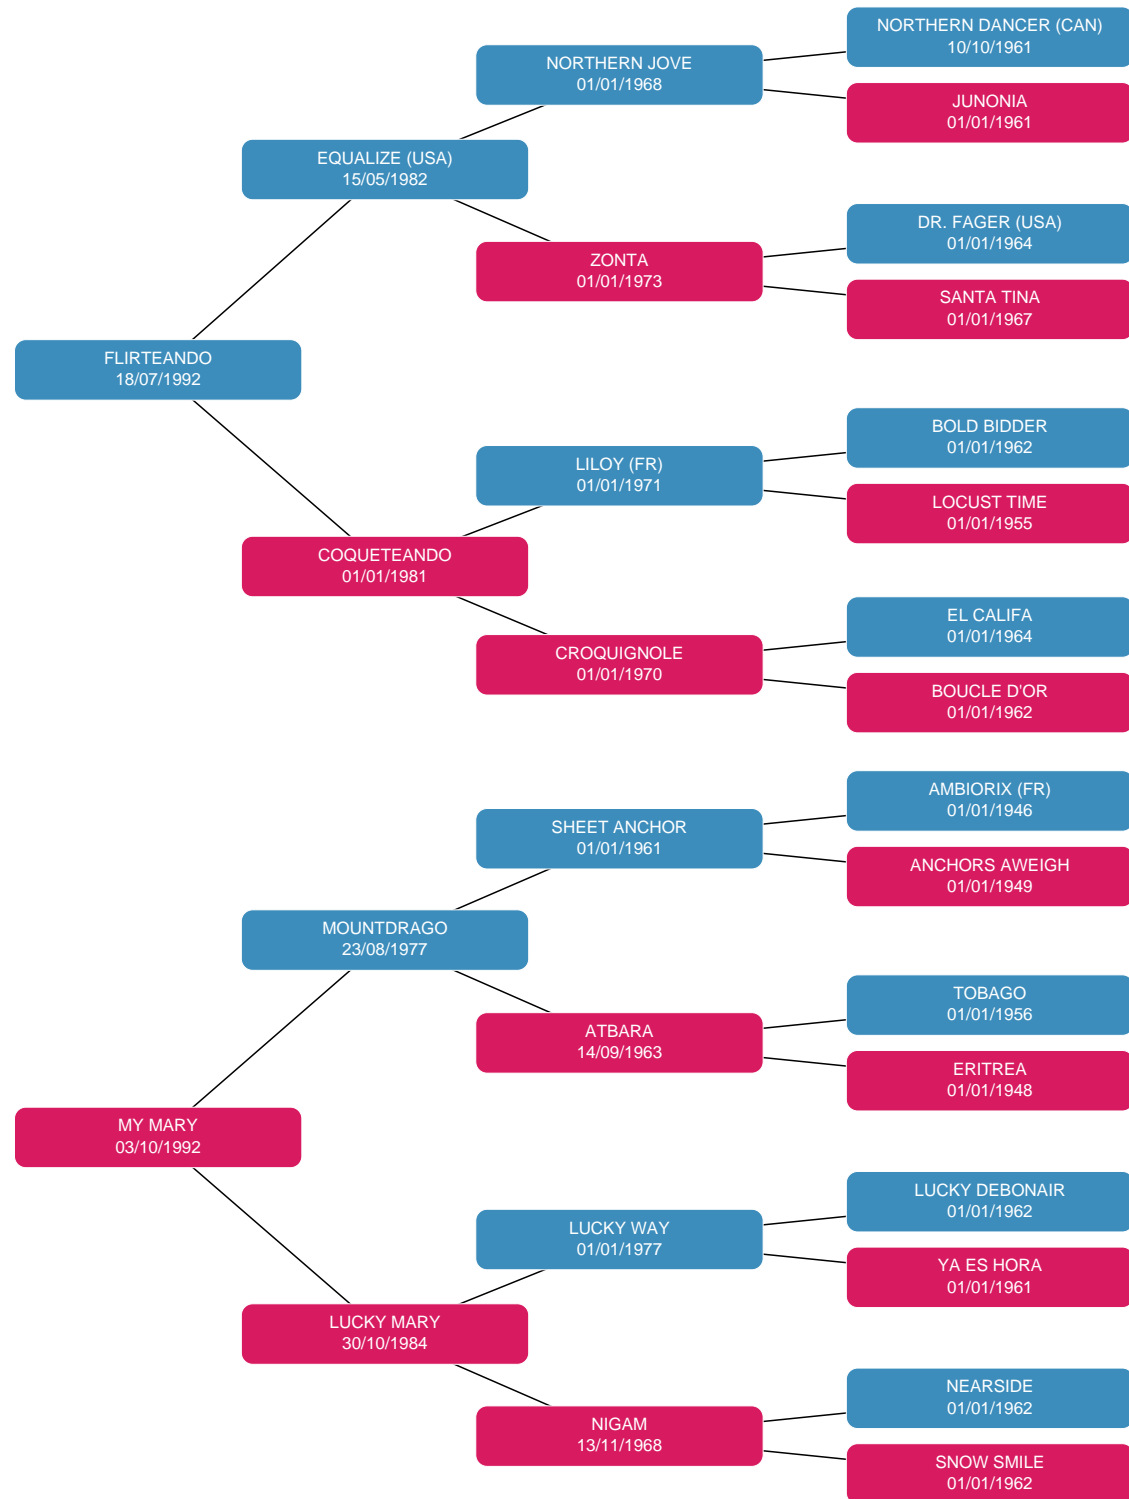 NORTHERN DANCER (CAN)
10/10/1961
NORTHERN JOVE
01/01/1968
JUNONIA
01/01/1961
EQUALIZE (USA)
15/05/1982
DR. FAGER (USA)
01/01/1964
ZONTA
01/01/1973
SANTA TINA
01/01/1967
FLIRTEANDO
18/07/1992
BOLD BIDDER
01/01/1962
LILOY (FR)
01/01/1971
LOCUST TIME
01/01/1955
COQUETEANDO
01/01/1981
EL CALIFA
01/01/1964
CROQUIGNOLE
01/01/1970
BOUCLE D'OR
01/01/1962
AMBIORIX (FR)
01/01/1946
SHEET ANCHOR
01/01/1961
ANCHORS AWEIGH
01/01/1949
MOUNTDRAGO
23/08/1977
TOBAGO
01/01/1956
ATBARA
14/09/1963
ERITREA
01/01/1948
MY MARY
03/10/1992
LUCKY DEBONAIR
01/01/1962
LUCKY WAY
01/01/1977
YA ES HORA
01/01/1961
LUCKY MARY
30/10/1984
NEARSIDE
01/01/1962
NIGAM
13/11/1968
SNOW SMILE
01/01/1962